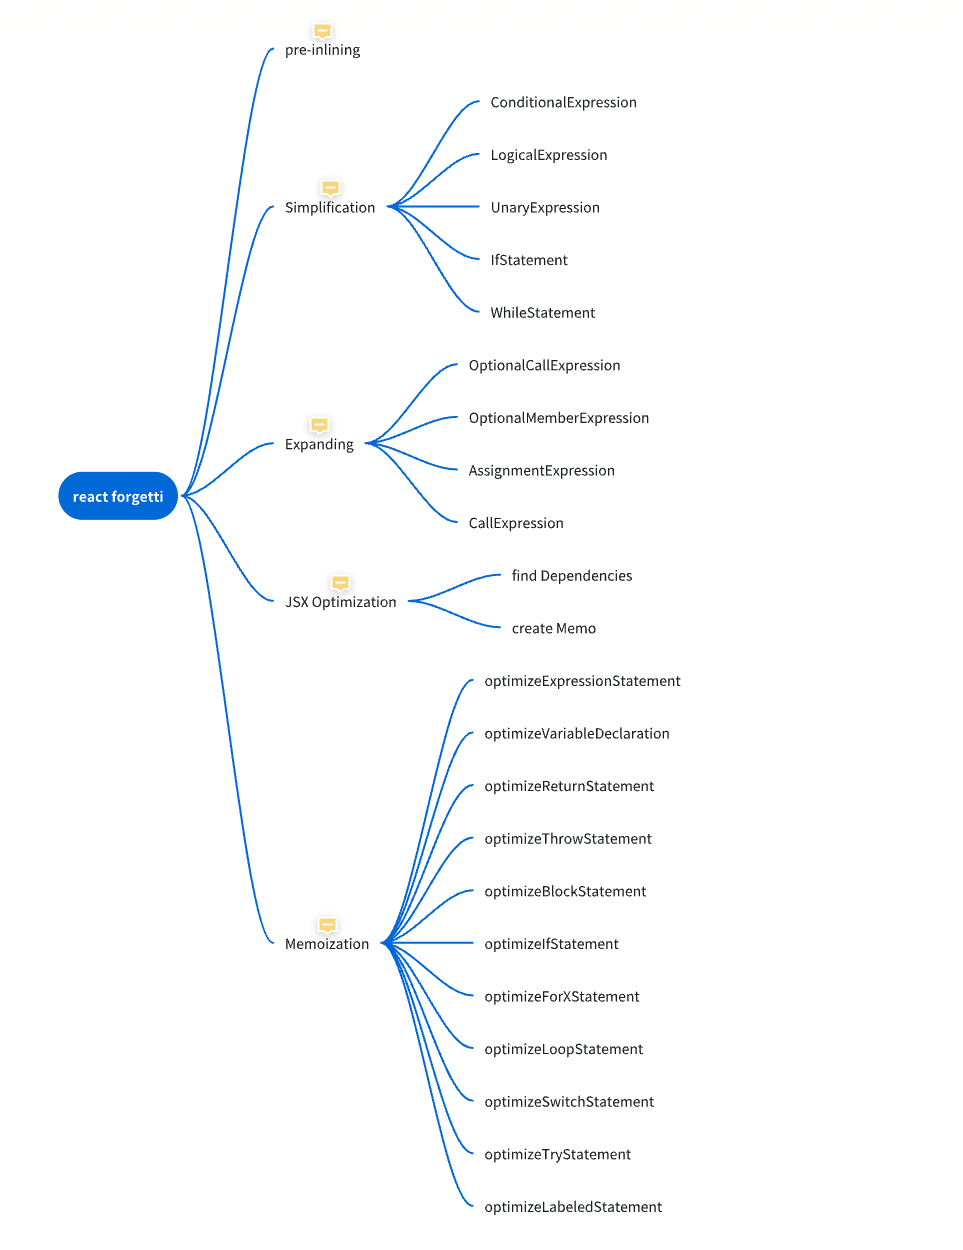 pre-inlining
ConditionalExpression
LogicalExpression
Simplification
UnaryExpression
IfStatement
WhileStatement
OptionalCallExpression
OptionalMemberExpression
Expanding
AssignmentExpression
react forgetti
CallExpression
find Dependencies
JSX Optimization
create Memo
optimizeExpressionStatement
optimizeVariableDeclaration
optimizeReturnStatement
optimizeThrowStatement
optimizeBlockStatement
Memoization
optimizeIfStatement
optimizeForXStatement
optimizeLoopStatement
optimizeSwitchStatement
optimizeTryStatement
optimizeLabeledStatement